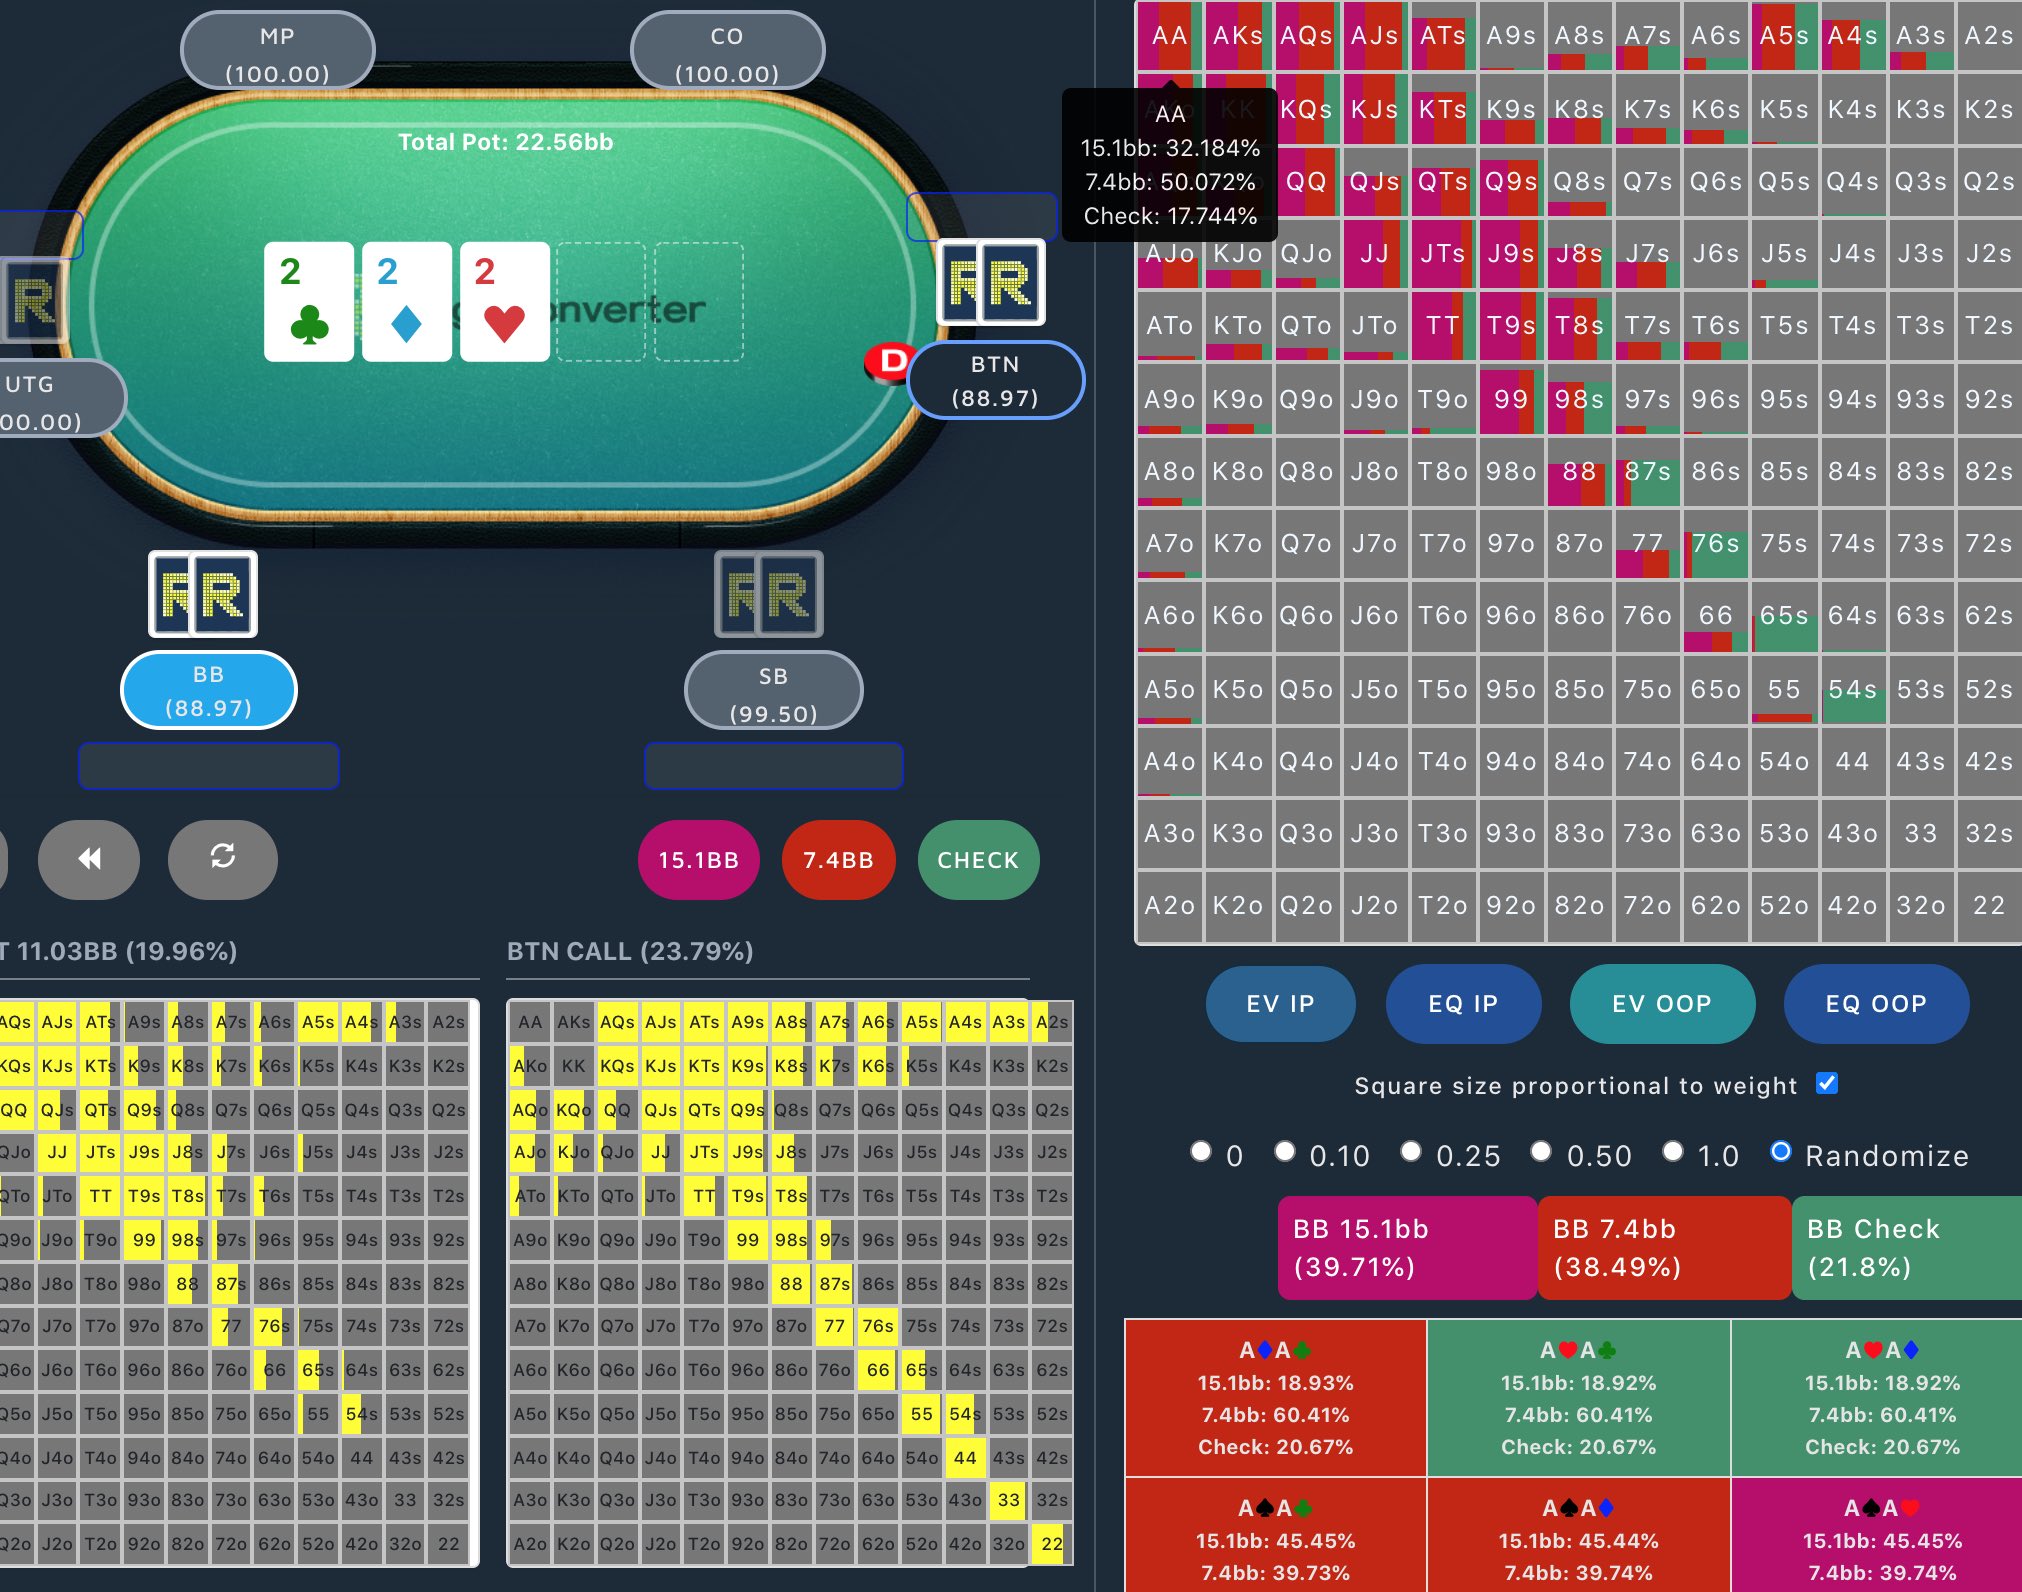 MP
(100.00)
CO
(100.00)
Total Pot: 22.56bb
2 2 2
UTG
BTN
(88.97)
D
BB
(88.97)
SB
(99.50)
15.1BB 7.4BB CHECK
T 11.03BB (19.96%)
AQs AJs ATs A9s A8s A7s A6s A5s A4s A3s A2s
KQs KJs KTs K9s K8s K7s K6s K5s K4s K3s K2s
QQ QJs QTs Q9s Q8s Q7s Q6s Q5s Q4s Q3s Q2s
QJo JJ JTs J9s J8s J7s J6s J5s J4s J3s J2s
QTo JTo TT T9s T8s T7s T6s T5s T4s T3s T2s
Q9o J9o T9o 99 98s 97s 96s 95s 94s 93s 92s
Q8o J8o T8o 98o 88 87s 86s 85s 84s 83s 82s
Q7o J7o T7o 97o 87o 77 76s 75s 74s 73s 72s
Q6o J6o T6o 96o 86o 76o 66 65s 64s 63s 62s
Q5o J5o T5o 95o 85o 75o 65o 55 54s 53s 52s
Q4o J4o T4o 94o 84o 74o 64o 54o 44 43s 42s
Q3o J3o T3o 93o 83o 73o 63o 53o 43o 33 32s
Q2o J2o T2o 92o 82o 72o 62o 52o 42o 32o 22
BTN CALL (23.79%)
AA AKs AQs AJs ATs A9s A8s A7s A6s A5s A4s A3s A2s
AKo KK KQs KJs KTs K9s K8s K7s K6s K5s K4s K3s K2s
AQo KQo QQ QJs QTs Q9s Q8s Q7s Q6s Q5s Q4s Q3s Q2s
AJo KJo QJo JJ JTs J9s J8s J7s J6s J5s J4s J3s J2s
ATo KTo QTo JTo TT T9s T8s T7s T6s T5s T4s T3s T2s
A9o K9o Q9o J9o T9o 99 98s 97s 96s 95s 94s 93s 92s
A8o K8o Q8o J8o T8o 98o 88 87s 86s 85s 84s 83s 82s
A7o K7o Q7o J7o T7o 97o 87o 77 76s 75s 74s 73s 72s
A6o K6o Q6o J6o T6o 96o 86o 76o 66 65s 64s 63s 62s
A5o K5o Q5o J5o T5o 95o 85o 75o 65o 55 54s 53s 52s
A4o K4o Q4o J4o T4o 94o 84o 74o 64o 54o 44 43s 42s
A3o K3o Q3o J3o T3o 93o 83o 73o 63o 53o 43o 33 32s
A2o K2o Q2o J2o T2o 92o 82o 72o 62o 52o 42o 32o 22
AA AKs AQs AJs ATs A9s A8s A7s A6s A5s A4s A3s A2s
KK KQs KJs KTs K9s K8s K7s K6s K5s K4s K3s K2s
QQ QJs QTs Q9s Q8s Q7s Q6s Q5s Q4s Q3s Q2s
AJo KJo QJo JJ JTs J9s J8s J7s J6s J5s J4s J3s J2s
ATo KTo QTo JTo TT T9s T8s T7s T6s T5s T4s T3s T2s
A9o K9o Q9o J9o T9o 99 98s 97s 96s 95s 94s 93s 92s
A8o K8o Q8o J8o T8o 98o 88 87s 86s 85s 84s 83s 82s
A7o K7o Q7o J7o T7o 97o 87o 77 76s 75s 74s 73s 72s
A6o K6o Q6o J6o T6o 96o 86o 76o 66 65s 64s 63s 62s
A5o K5o Q5o J5o T5o 95o 85o 75o 65o 55 54s 53s 52s
A4o K4o Q4o J4o T4o 94o 84o 74o 64o 54o 44 43s 42s
A3o K3o Q3o J3o T3o 93o 83o 73o 63o 53o 43o 33 32s
A2o K2o Q2o J2o T2o 92o 82o 72o 62o 52o 42o 32o 22
AA
15.1bb: 32.184%
7.4bb: 50.072%
Check: 17.744%
EV IP EQ IP EV OOP EQ OOP
Square size proportional to weight
0 0.10 0.25 0.50 1.0 Randomize
BB 15.1bb
(39.71%)
BB 7.4bb
(38.49%)
BB Check
(21.8%)
A♦A♣
15.1bb: 18.93%
7.4bb: 60.41%
Check: 20.67%
A♥A♣
15.1bb: 18.92%
7.4bb: 60.41%
Check: 20.67%
A♥A♦
15.1bb: 18.92%
7.4bb: 60.41%
Check: 20.67%
A♠A♣
15.1bb: 45.45%
7.4bb: 39.73%
A♠A♦
15.1bb: 45.44%
7.4bb: 39.74%
A♠A♥
15.1bb: 45.45%
7.4bb: 39.74%